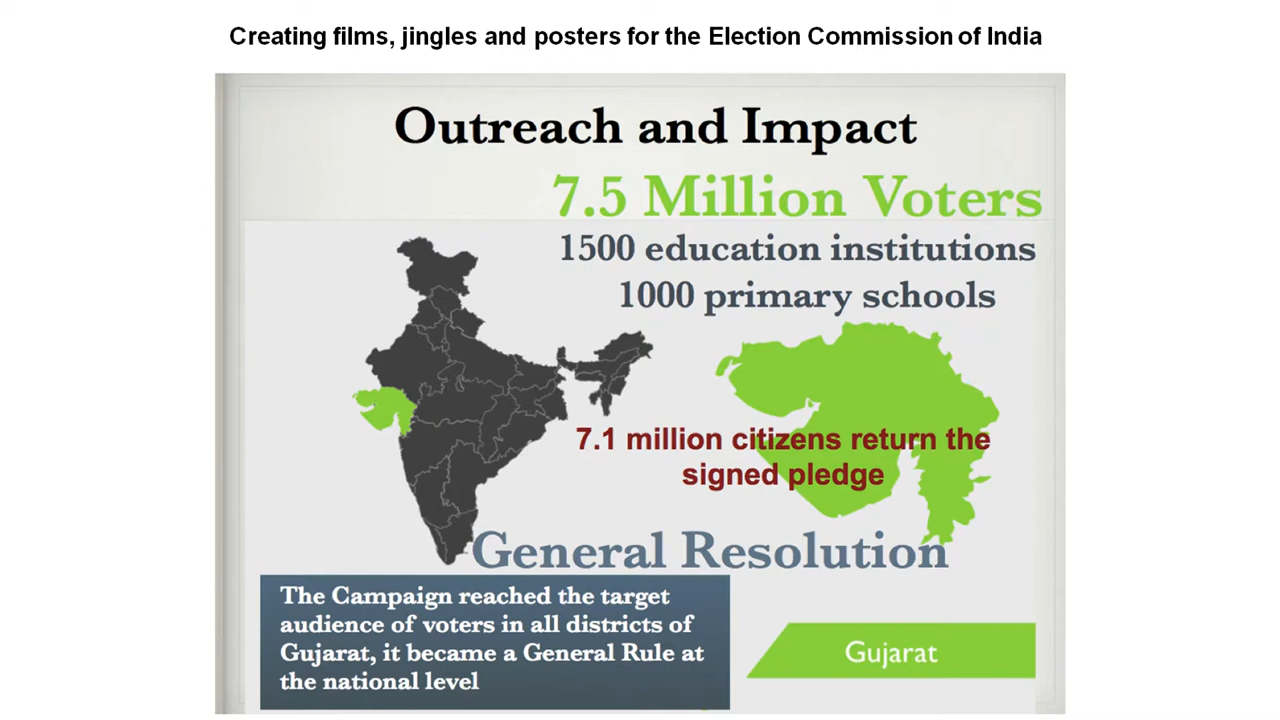 Creating films, jingles and posters for the Election Commission of India
Outreach and Impact
7.5 Million Voters
1500 education institutions
1000 primary schools
7.1 million citizens return the
signed pledge
General Resolution
The Campaign reached the target
audience of voters in all districts of
Gujarat, it became a General Rule at
the national level
Gujarat